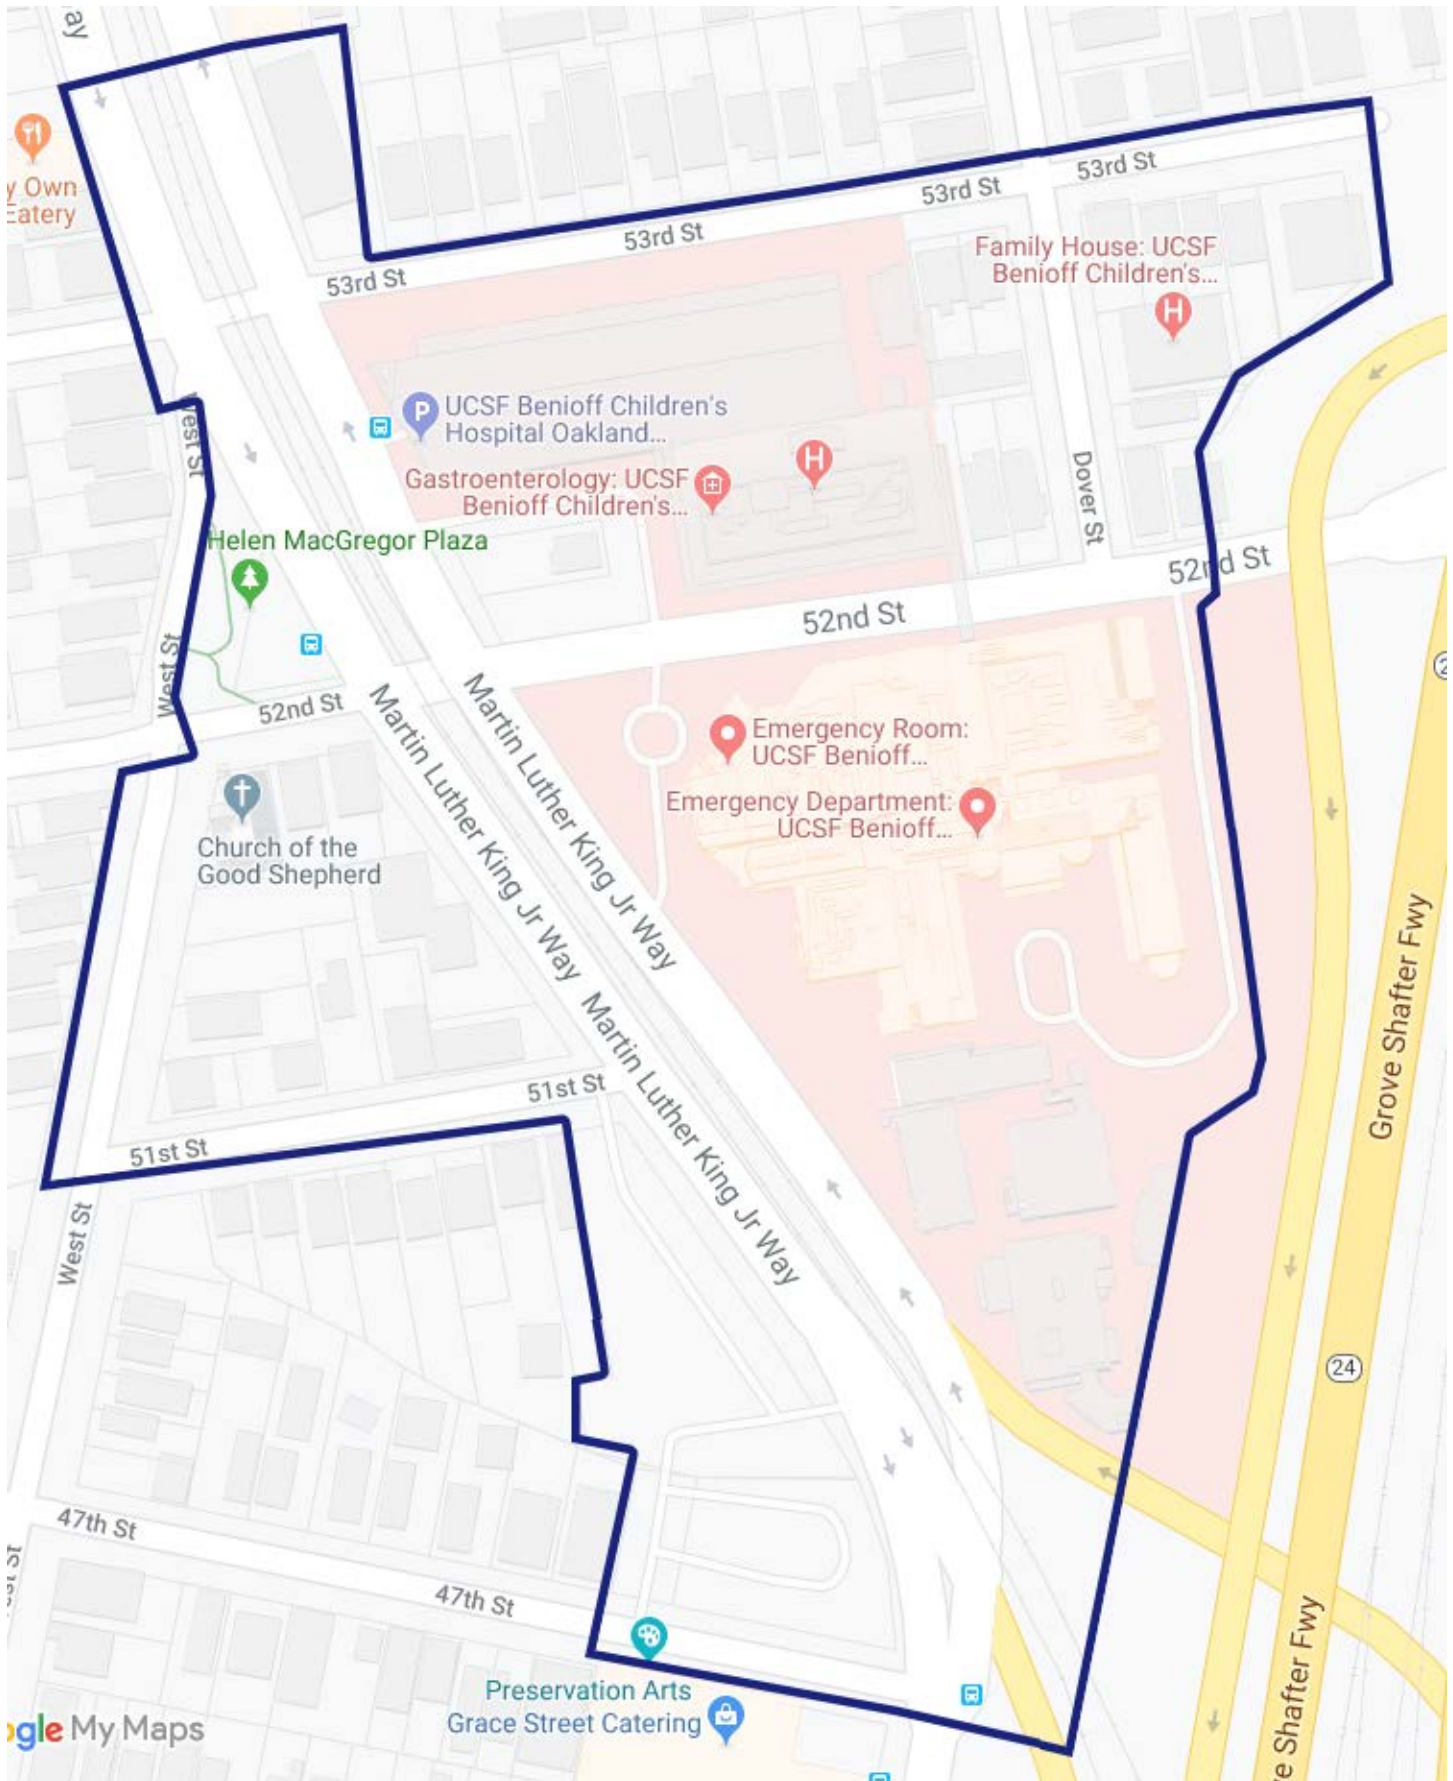 ay
y Own
Eatery
53rd St
53rd St
53rd St
53rd St
Family House: UCSF
Benioff Children's...
H
P
UCSF Benioff Children's
Hospital Oakland...
West St
H
Gastroenterology: UCSF
Benioff Children's...
Dover St
Helen MacGregor Plaza
52nd St
52nd St
West St
52nd St
Martin Luther King Jr Way
Martin Luther King Jr Way
Emergency Room:
UCSF Benioff...
Emergency Department:
UCSF Benioff...
Church of the
Good Shepherd
Grove Shafter Fwy
Martin Luther King Jr Way
51st St
51st St
West St
24
47th St
47th St
Preservation Arts
Grace Street Catering
e Shafter Fwy
ogle My Maps